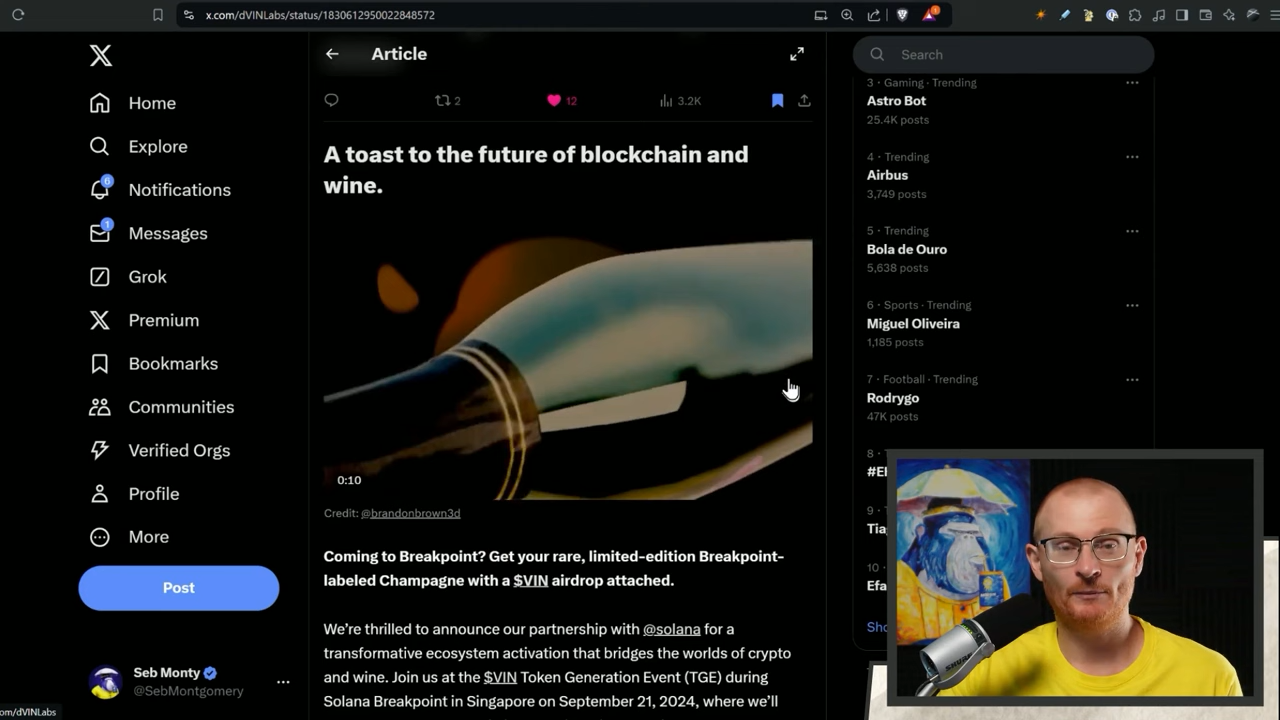 x.com/dVINLabs/status/1830612950022848572
1
Home
Explore
6
Notifications
1
Messages
Grok
Premium
Bookmarks
Communities
Verified Orgs
Profile
More
Post
Seb Monty
@SebMontgomery
com/dVINLabs
Article
2
12
3.2K
A toast to the future of blockchain and
wine.
0:10
Credit: @brandonbrown3d
Coming to Breakpoint? Get your rare, limited-edition Breakpoint-
labeled Champagne with a $VIN airdrop attached.
We’re thrilled to announce our partnership with @solana for a
transformative ecosystem activation that bridges the worlds of crypto
and wine. Join us at the $VIN Token Generation Event (TGE) during
Solana Breakpoint in Singapore on September 21, 2024, where we’ll
Search
3 · Gaming · Trending
Astro Bot
25.4K posts
4 · Trending
Airbus
3,749 posts
5 · Trending
Bola de Ouro
5,638 posts
6 · Sports · Trending
Miguel Oliveira
1,185 posts
7 · Football · Trending
Rodrygo
47K posts
8 ·
9
10
Efa
SHURE